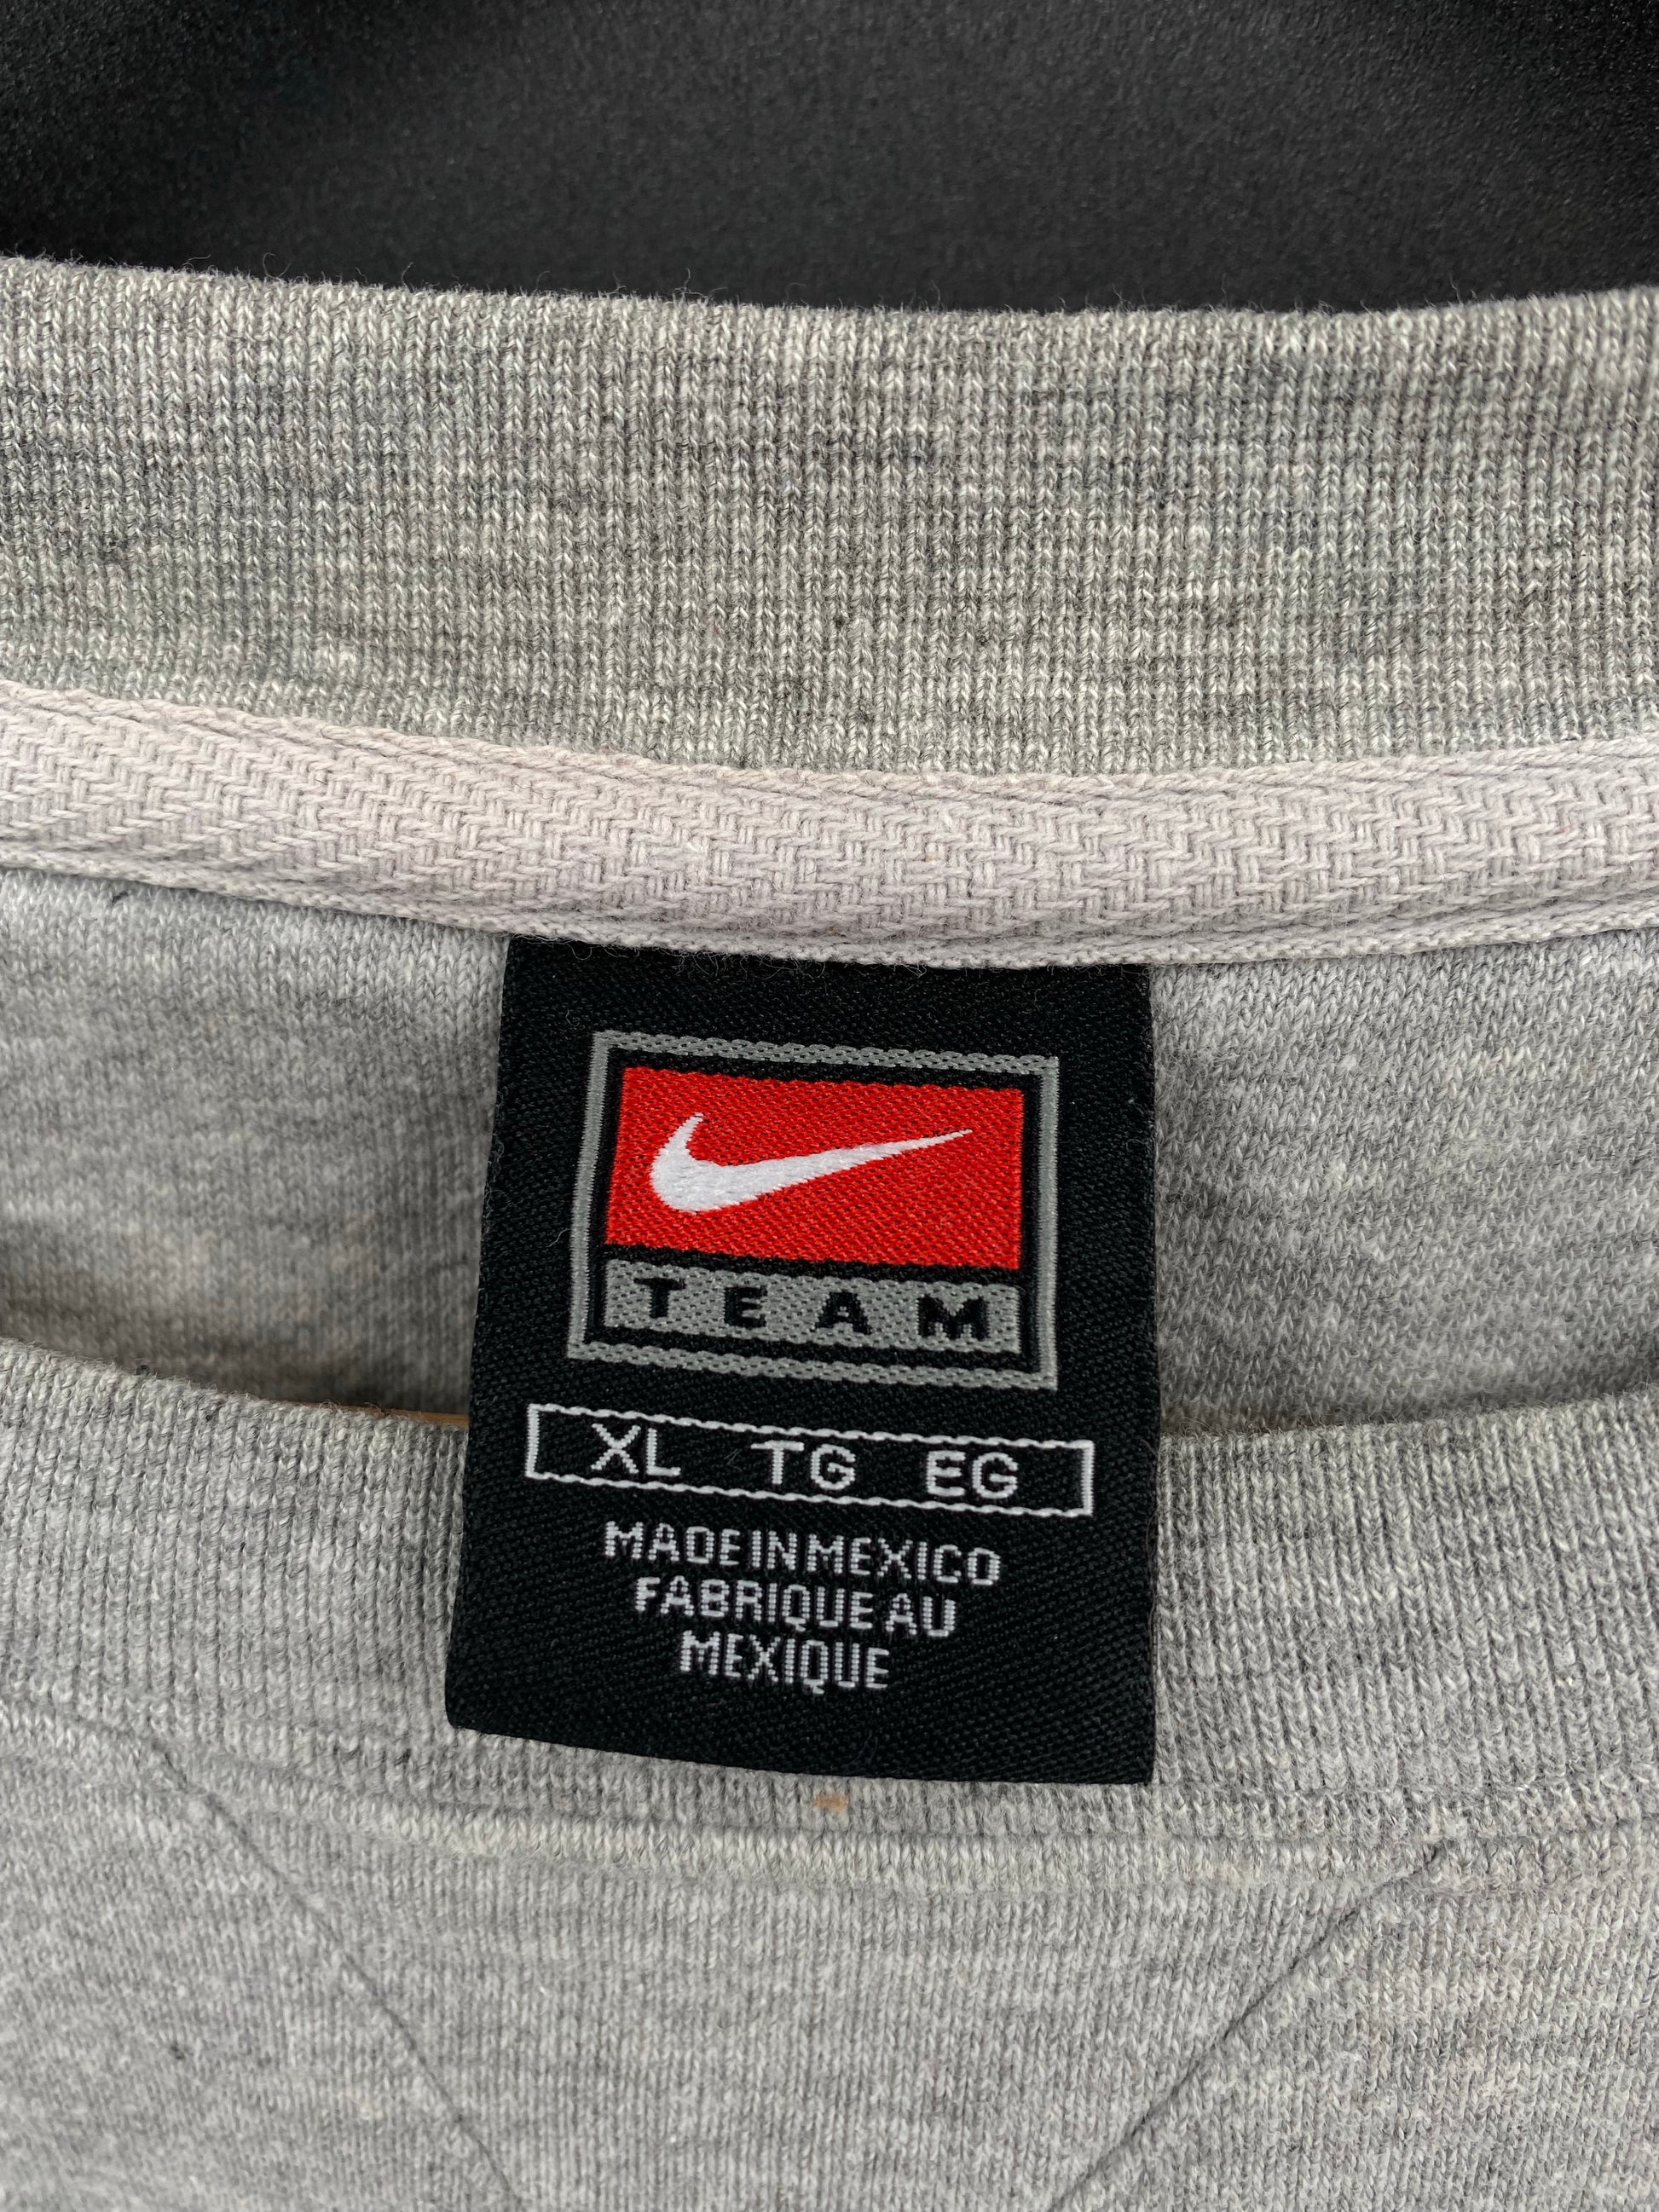 TEAM
XL TG EG
MADE IN MEXICO
FABRIQUE AU
MEXIQUE